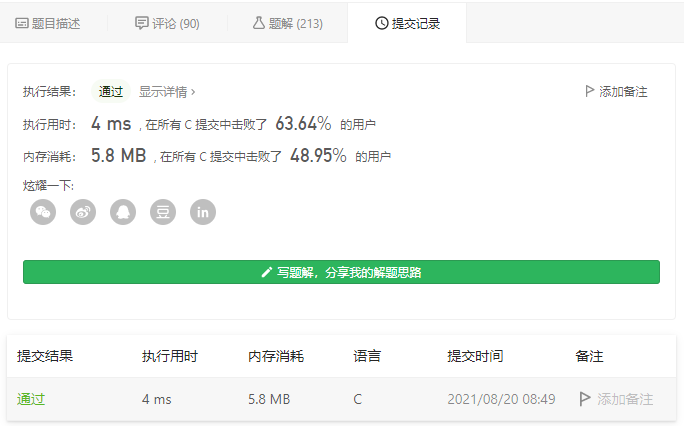 题目描述 评论 (90) 题解 (213) 提交记录
执行结果： 通过 显示详情 › 添加备注
执行用时： 4 ms , 在所有 C 提交中击败了 63.64% 的用户
内存消耗： 5.8 MB , 在所有 C 提交中击败了 48.95% 的用户
炫耀一下:
写题解，分享我的解题思路
提交结果 执行用时 内存消耗 语言 提交时间 备注
通过 4 ms 5.8 MB C 2021/08/20 08:49 添加备注